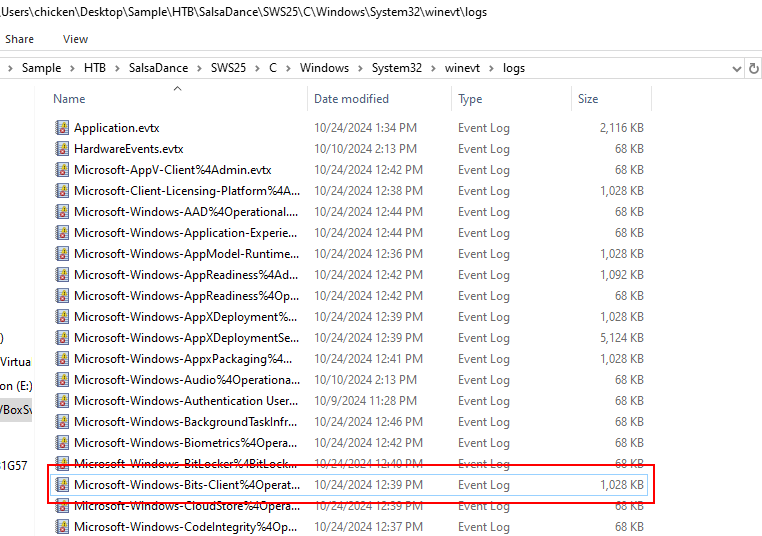 \Users\chicken\Desktop\Sample\HTB\SalsaDance\SWS25\C\Windows\System32\winevt\logs
Share View
Sample HTB SalsaDance SWS25 C Windows System32 winevt logs
Name Date modified Type Size
Application.evtx 10/24/2024 1:34 PM Event Log 2,116 KB
HardwareEvents.evtx 10/10/2024 2:13 PM Event Log 68 KB
Microsoft-AppV-Client%4Admin.evtx 10/24/2024 12:42 PM Event Log 68 KB
Microsoft-Client-Licensing-Platform%4A... 10/24/2024 12:38 PM Event Log 1,028 KB
Microsoft-Windows-AAD%4Operational.... 10/24/2024 12:44 PM Event Log 68 KB
Microsoft-Windows-Application-Experie... 10/24/2024 12:44 PM Event Log 68 KB
Microsoft-Windows-AppModel-Runtime... 10/24/2024 12:36 PM Event Log 1,028 KB
Microsoft-Windows-AppReadiness%4Ad... 10/24/2024 12:42 PM Event Log 1,092 KB
Microsoft-Windows-AppReadiness%4Op... 10/24/2024 12:42 PM Event Log 68 KB
Microsoft-Windows-AppXDeployment%... 10/24/2024 12:39 PM Event Log 1,028 KB
) Microsoft-Windows-AppXDeploymentSe... 10/24/2024 12:39 PM Event Log 5,124 KB
Virtua Microsoft-Windows-AppxPackaging%4... 10/24/2024 12:41 PM Event Log 1,028 KB
on (E:) Microsoft-Windows-Audio%4Operationa... 10/10/2024 2:13 PM Event Log 68 KB
/BoxSv Microsoft-Windows-Authentication User... 10/9/2024 11:28 PM Event Log 68 KB
Microsoft-Windows-BackgroundTaskInfr... 10/24/2024 12:46 PM Event Log 68 KB
Microsoft-Windows-Biometrics%4Opera... 10/24/2024 12:42 PM Event Log 68 KB
31G57 Microsoft-Windows-BitLocker%4BitLock... 10/24/2024 12:40 PM Event Log 68 KB
Microsoft-Windows-Bits-Client%4Operat... 10/24/2024 12:39 PM Event Log 1,028 KB
Microsoft-Windows-CloudStore%4Opera... 10/24/2024 12:39 PM Event Log 68 KB
Microsoft-Windows-CodeIntegrity%4Op... 10/24/2024 12:37 PM Event Log 68 KB